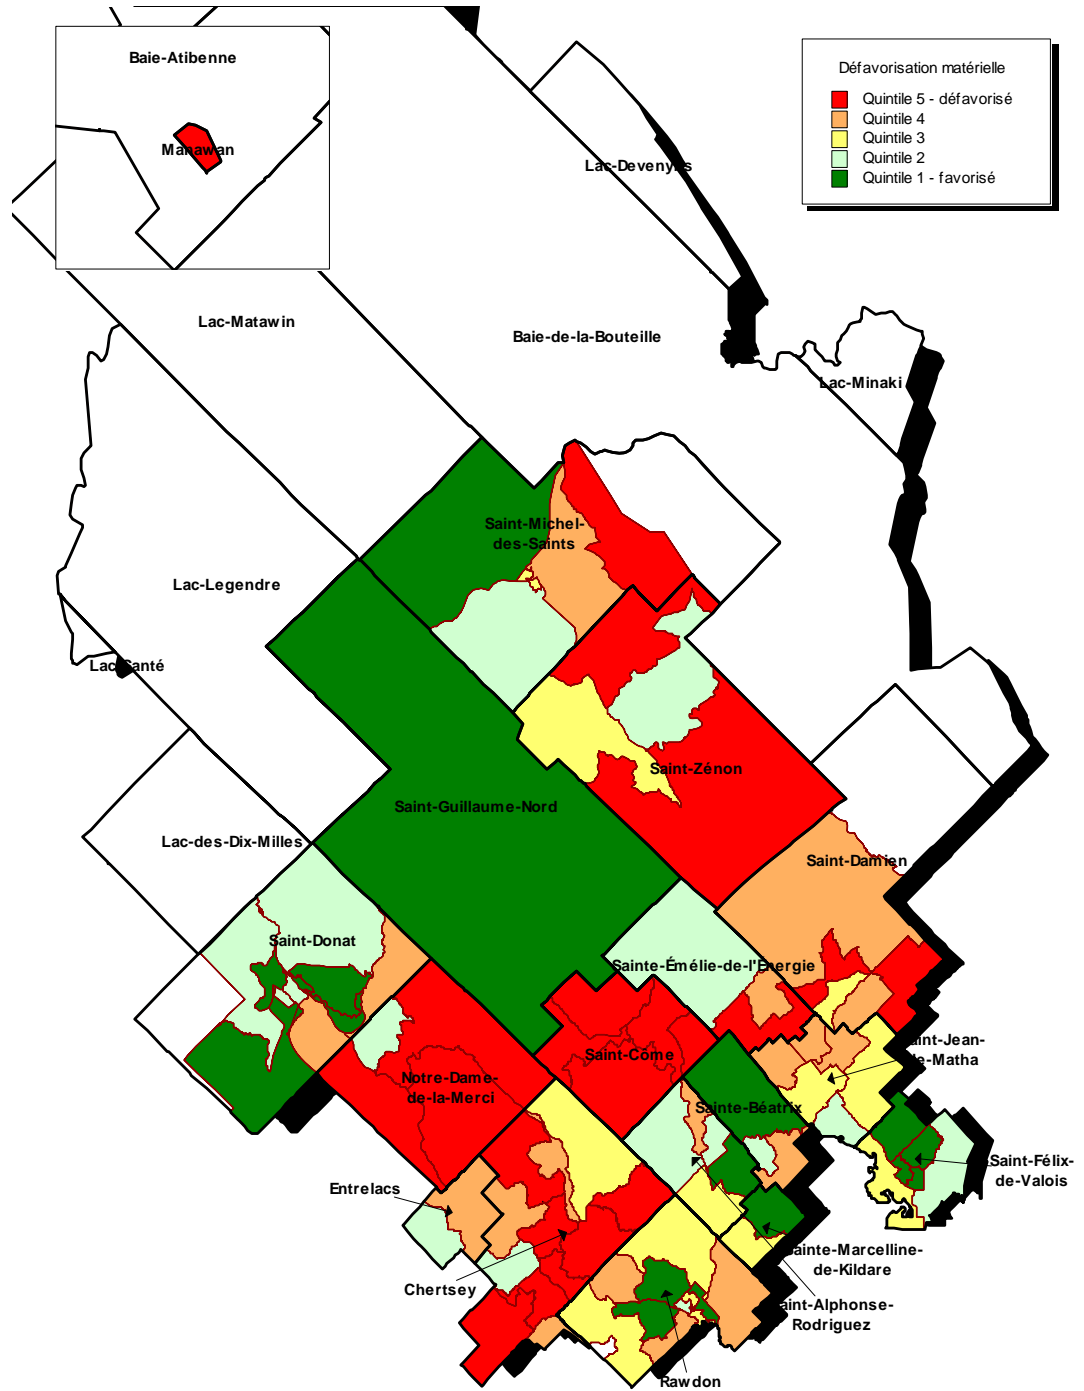 Baie-Atibenne
Manawan
Défavorisation matérielle
Quintile 5 - défavorisé
Quintile 4
Quintile 3
Quintile 2
Quintile 1 - favorisé
Lac-Devenyns
Lac-Matawin
Baie-de-la-Bouteille
Lac-Minaki
Saint-Michel-
des-Saints
Lac-Legendre
Lac-Santé
Saint-Zénon
Saint-Guillaume-Nord
Lac-des-Dix-Milles
Saint-Damien
Saint-Donat
Sainte-Émélie-de-l'Énergie
Saint-Côme
Saint-Jean-
de-Matha
Notre-Dame-
de-la-Merci
Sainte-Béatrix
Saint-Félix-
de-Valois
Entrelacs
Sainte-Marcelline-
de-Kildare
Chertsey
Saint-Alphonse-
Rodriguez
Rawdon